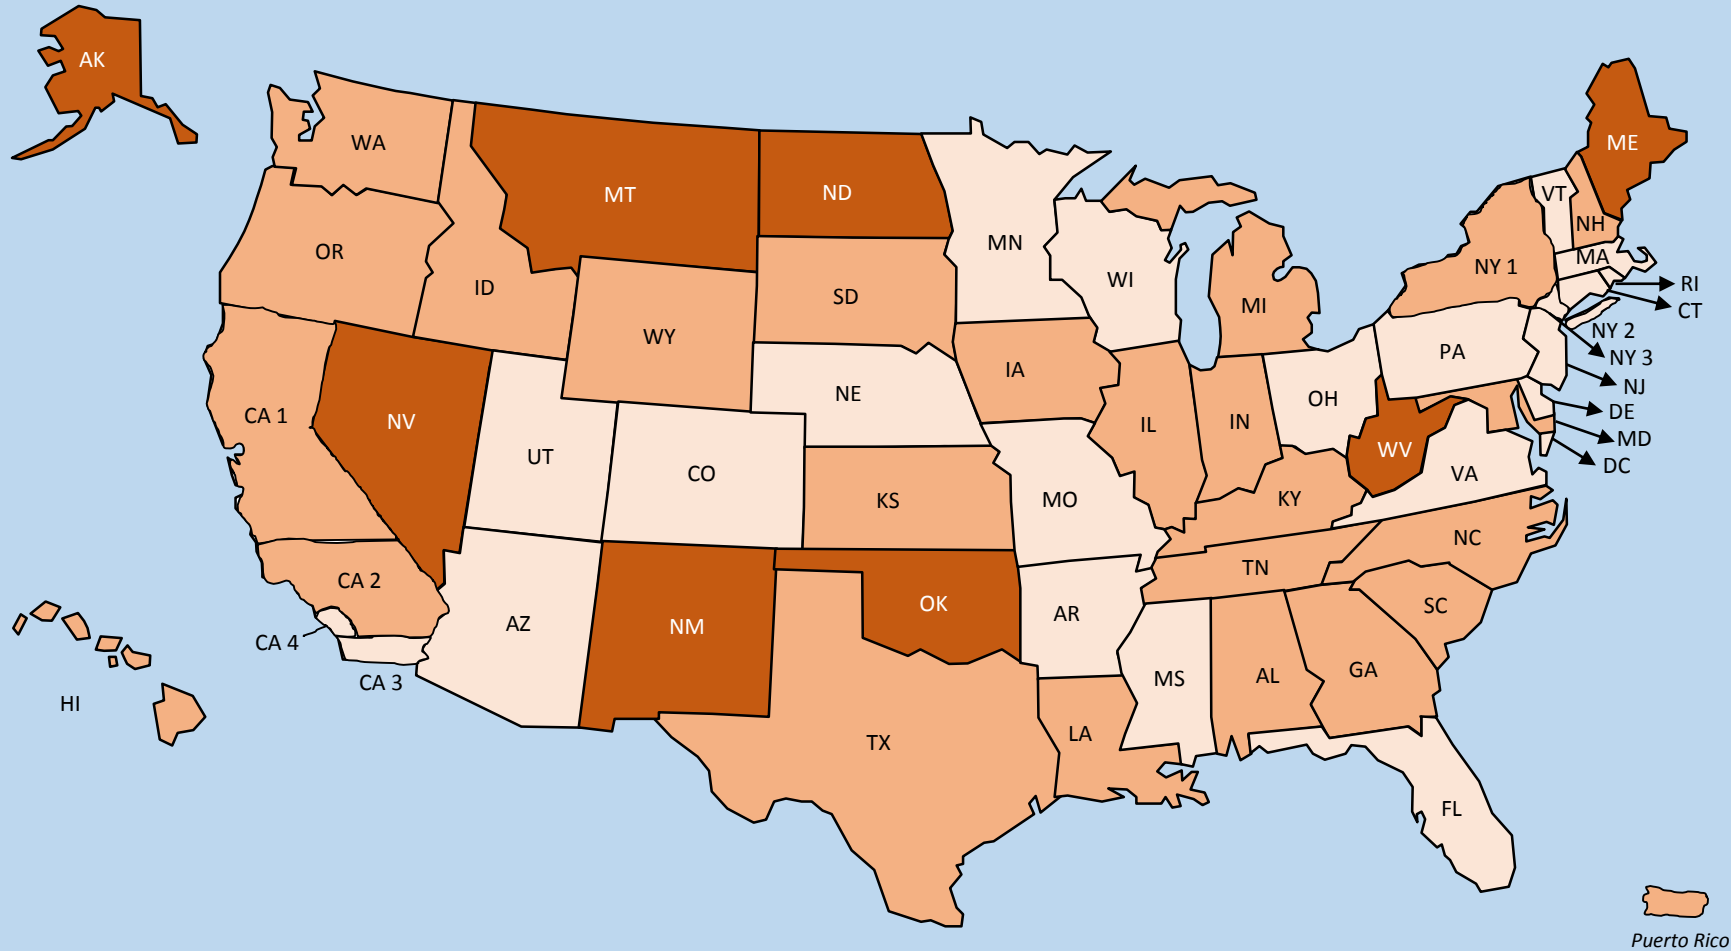 AK
WA
MT
ND
ME
OR
ID
MN
VT
NH
NY 1
MA
WI
MI
SD
WY
RI
CT
NY 2
NY 3
IA
PA
NJ
NE
OH
DE
CA 1
NV
IL
IN
MD
UT
CO
WV
DC
VA
KS
MO
KY
NC
CA 2
TN
OK
SC
AR
AZ
NM
CA 4
GA
CA 3
MS
AL
HI
TX
LA
FL
Puerto Rico